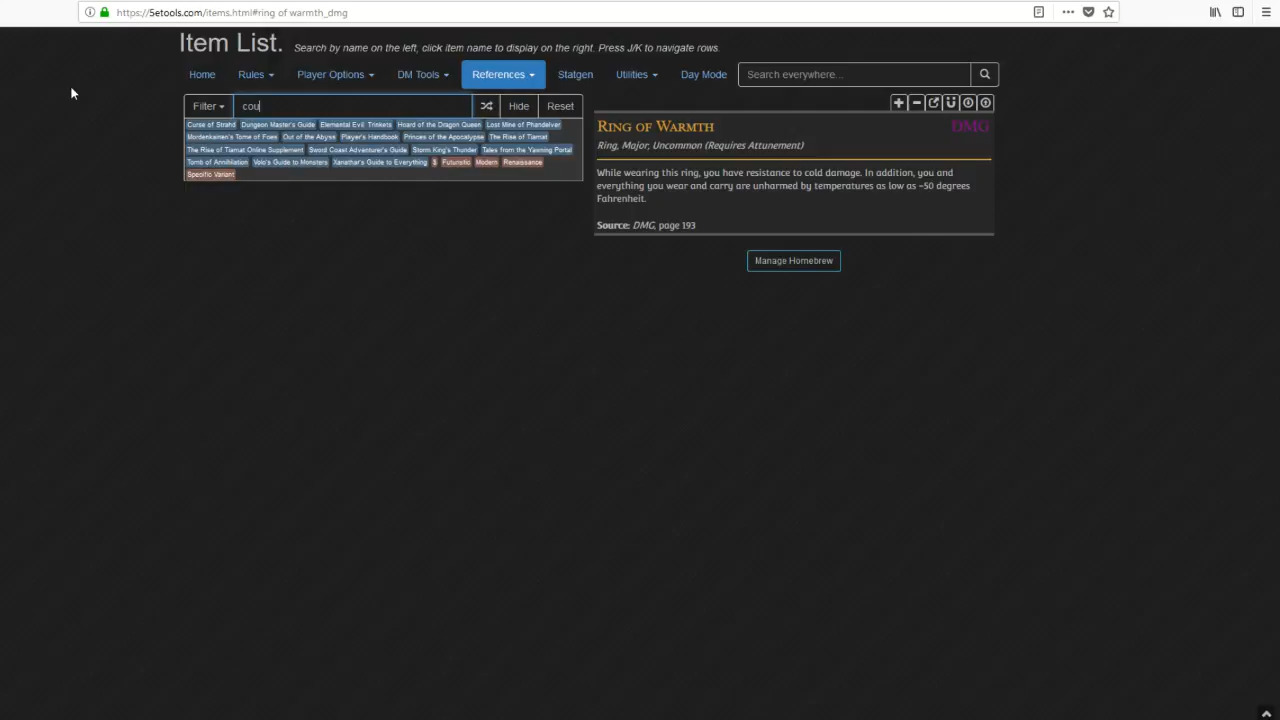 https://5etools.com/items.html#ring of warmth_dmg
Item List. Search by name on the left, click item name to display on the right. Press J/K to navigate rows.
Home Rules Player Options DM Tools References Statgen Utilities Day Mode Search everywhere...
Filter cou Hide Reset
Curse of Strahd Dungeon Master's Guide Elemental Evil: Trinkets Hoard of the Dragon Queen Lost Mine of Phandelver
Mordenkainen's Tome of Foes Out of the Abyss Player's Handbook Princes of the Apocalypse The Rise of Tiamat
The Rise of Tiamat Online Supplement Sword Coast Adventurer's Guide Storm King's Thunder Tales from the Yawning Portal
Tomb of Annihilation Volo's Guide to Monsters Xanathar's Guide to Everything $ Futuristic Modern Renaissance
Specific Variant
Ring of Warmth DMG
Ring, Major, Uncommon (Requires Attunement)
While wearing this ring, you have resistance to cold damage. In addition, you and
everything you wear and carry are unharmed by temperatures as low as -50 degrees
Fahrenheit.
Source: DMG, page 193
Manage Homebrew